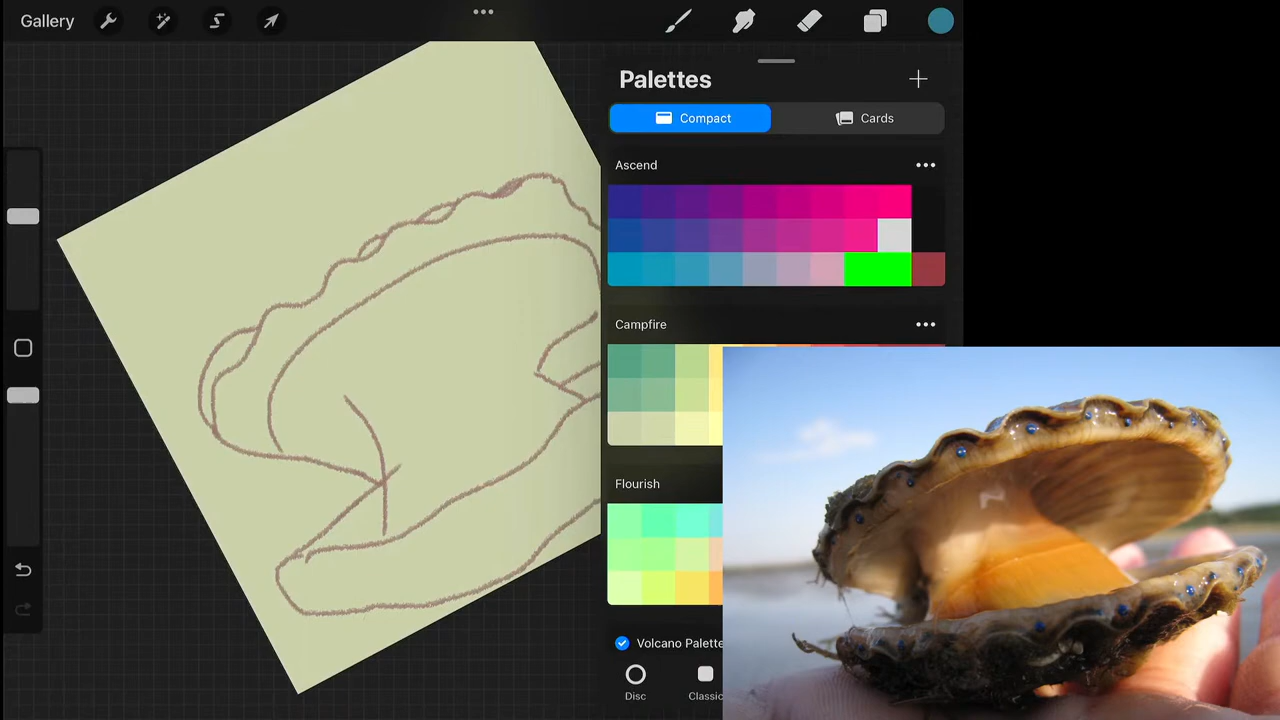 Gallery
Palettes
Compact
Cards
Ascend
Campfire
Flourish
Volcano Palette
Disc
Classic